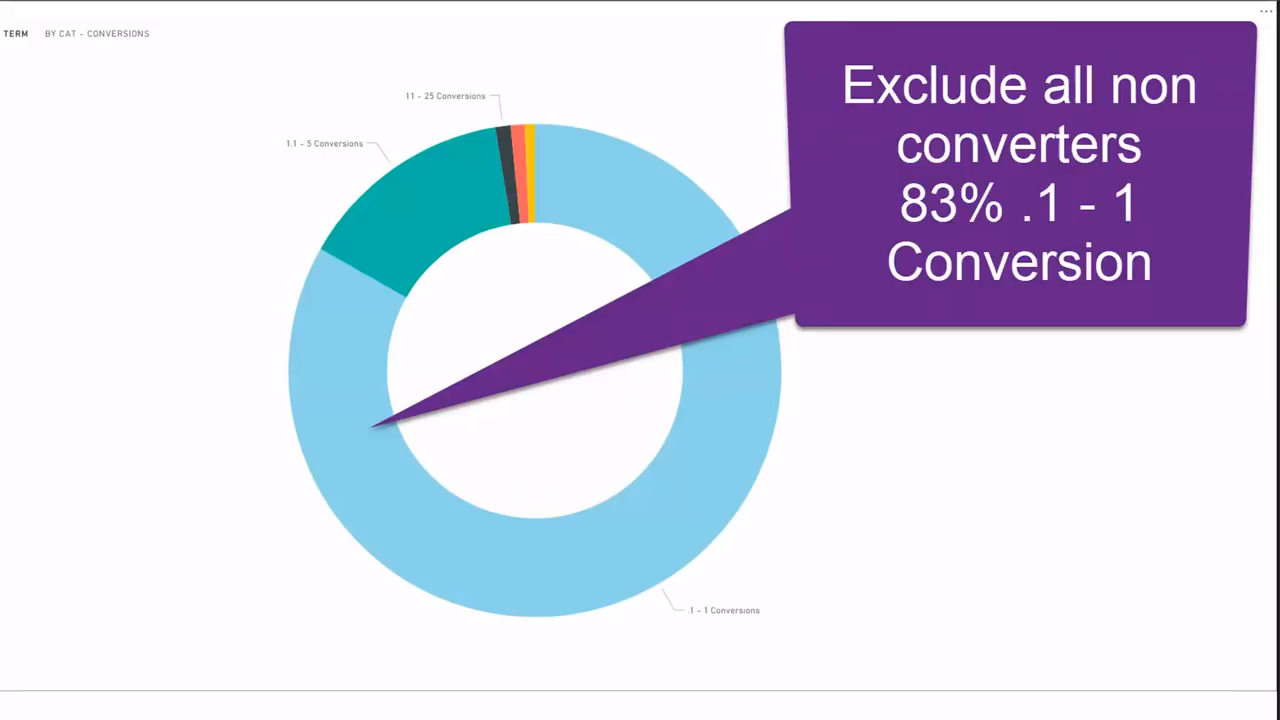 TERM BY CAT - CONVERSIONS
Exclude all non
converters
83% .1 - 1
Conversion
11 - 25 Conversions
1.1 - 5 Conversions
.1 - 1 Conversions